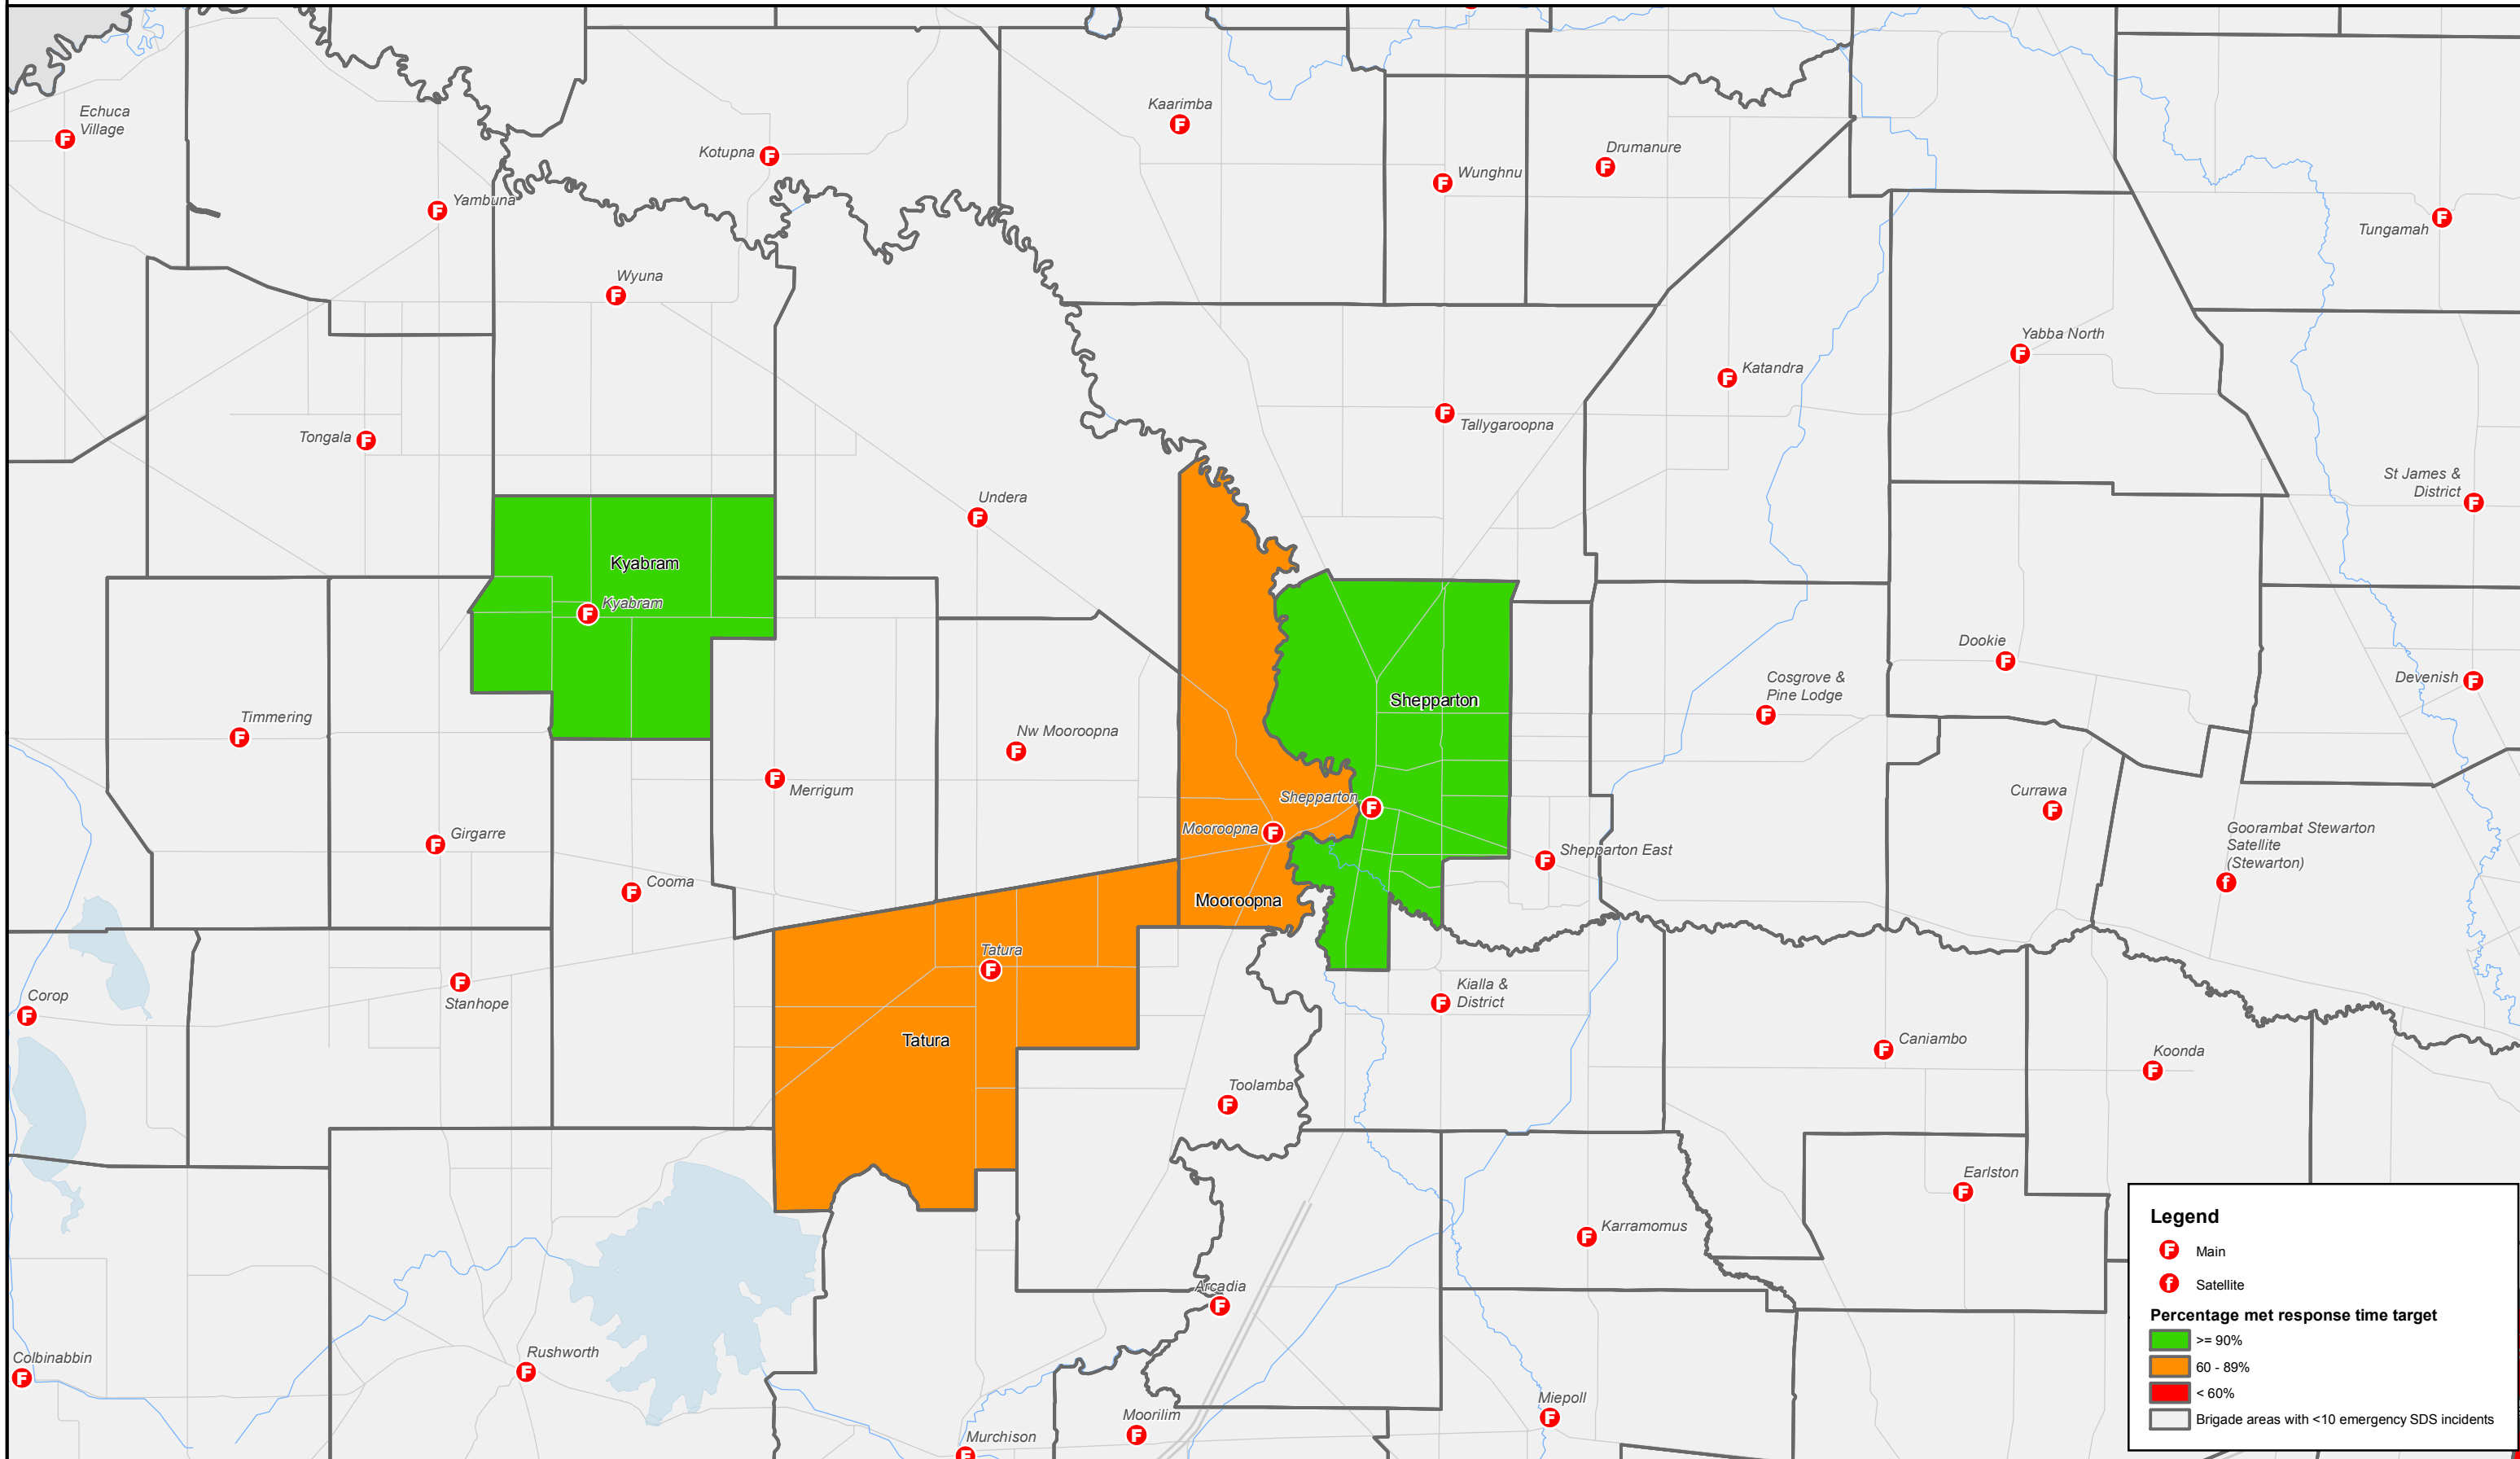 Echuca
Village
Kaarimba
Kotupna
Drumanure
Wunghnu
Yambuna
Tungamah
Wyuna
Yabba North
Katandra
Tongala
Tallygaroopna
St James &
District
Undera
Kyabram
Kyabram
Dookie
Cosgrove &
Pine Lodge
Devenish
Shepparton
Timmering
Nw Mooroopna
Merrigum
Shepparton
Currawa
Mooroopna
Girgarre
Goorambat Stewarton
Satellite
(Stewarton)
Shepparton East
Cooma
Mooroopna
Tatura
Kialla &
District
Corop
Stanhope
Tatura
Caniambo
Koonda
Toolamba
Earlston
Karramomus
Arcadia
Colbinabbin
Rushworth
Miepoll
Moorilim
Murchison
Legend
F Main
f Satellite
Percentage met response time target
>= 90%
60 - 89%
< 60%
Brigade areas with <10 emergency SDS incidents